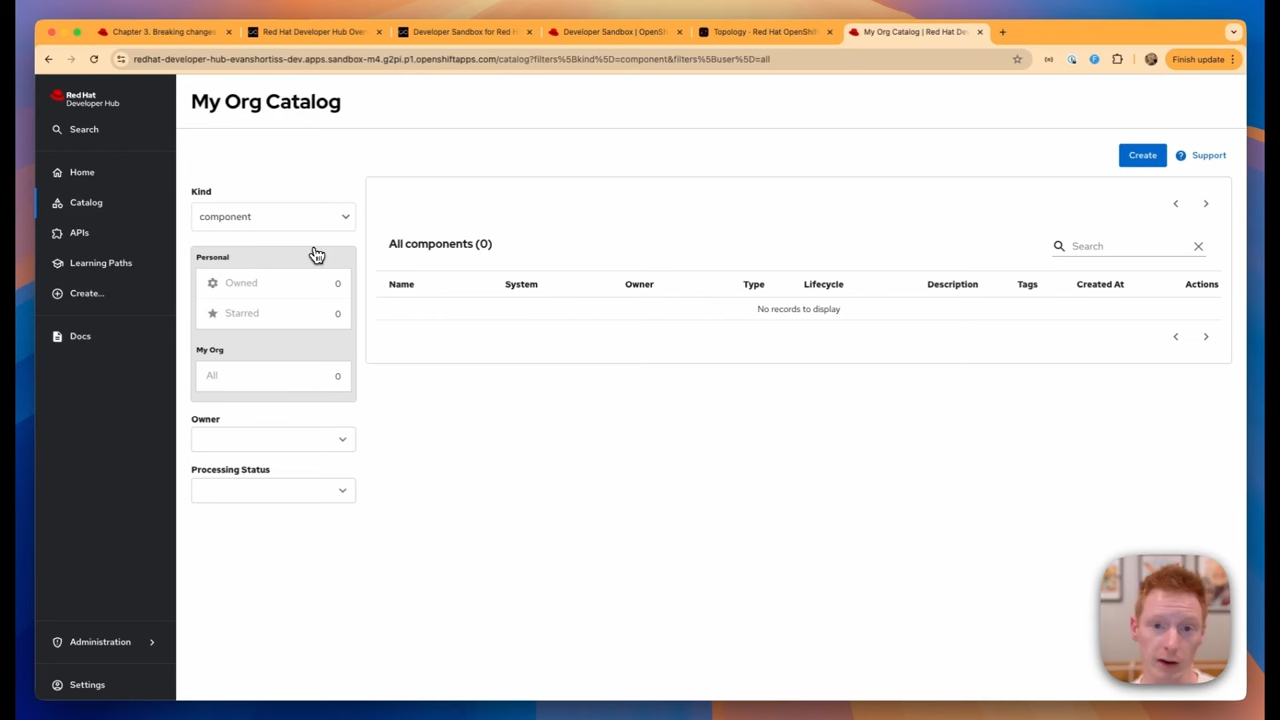 Chapter 3. Breaking changes
Red Hat Developer Hub Over
Developer Sandbox for Red H
Developer Sandbox | OpenSh
Topology - Red Hat OpenShift
My Org Catalog | Red Hat De
redhat-developer-hub-evanshortiss-dev.apps.sandbox-m4.g2pi.p1.openshiftapps.com/catalog?filters%5Bkind%5D=component&filters%5Buser%5D=all
Finish update
Red Hat
Developer Hub
Search
Home
Catalog
APIs
Learning Paths
Create...
Docs
Administration
Settings
My Org Catalog
Create
Support
Kind
component
Personal
Owned 0
Starred 0
My Org
All 0
Owner
Processing Status
All components (0)
Search
Name System Owner Type Lifecycle Description Tags Created At Actions
No records to display